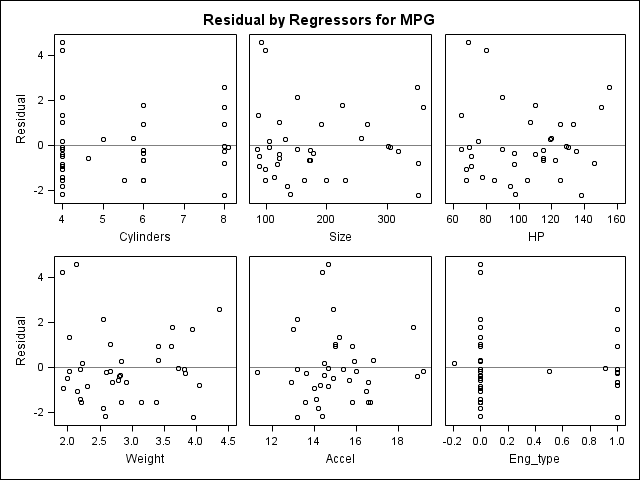 Residual by Regressors for MPG
Residual
4
2
0
-2
4 5 6 7 8
Cylinders
100 200 300
Size
60 80 100 120 140 160
HP
Residual
4
2
0
-2
2.0 2.5 3.0 3.5 4.0 4.5
Weight
12 14 16 18
Accel
-0.2 0.0 0.2 0.4 0.6 0.8 1.0
Eng_type